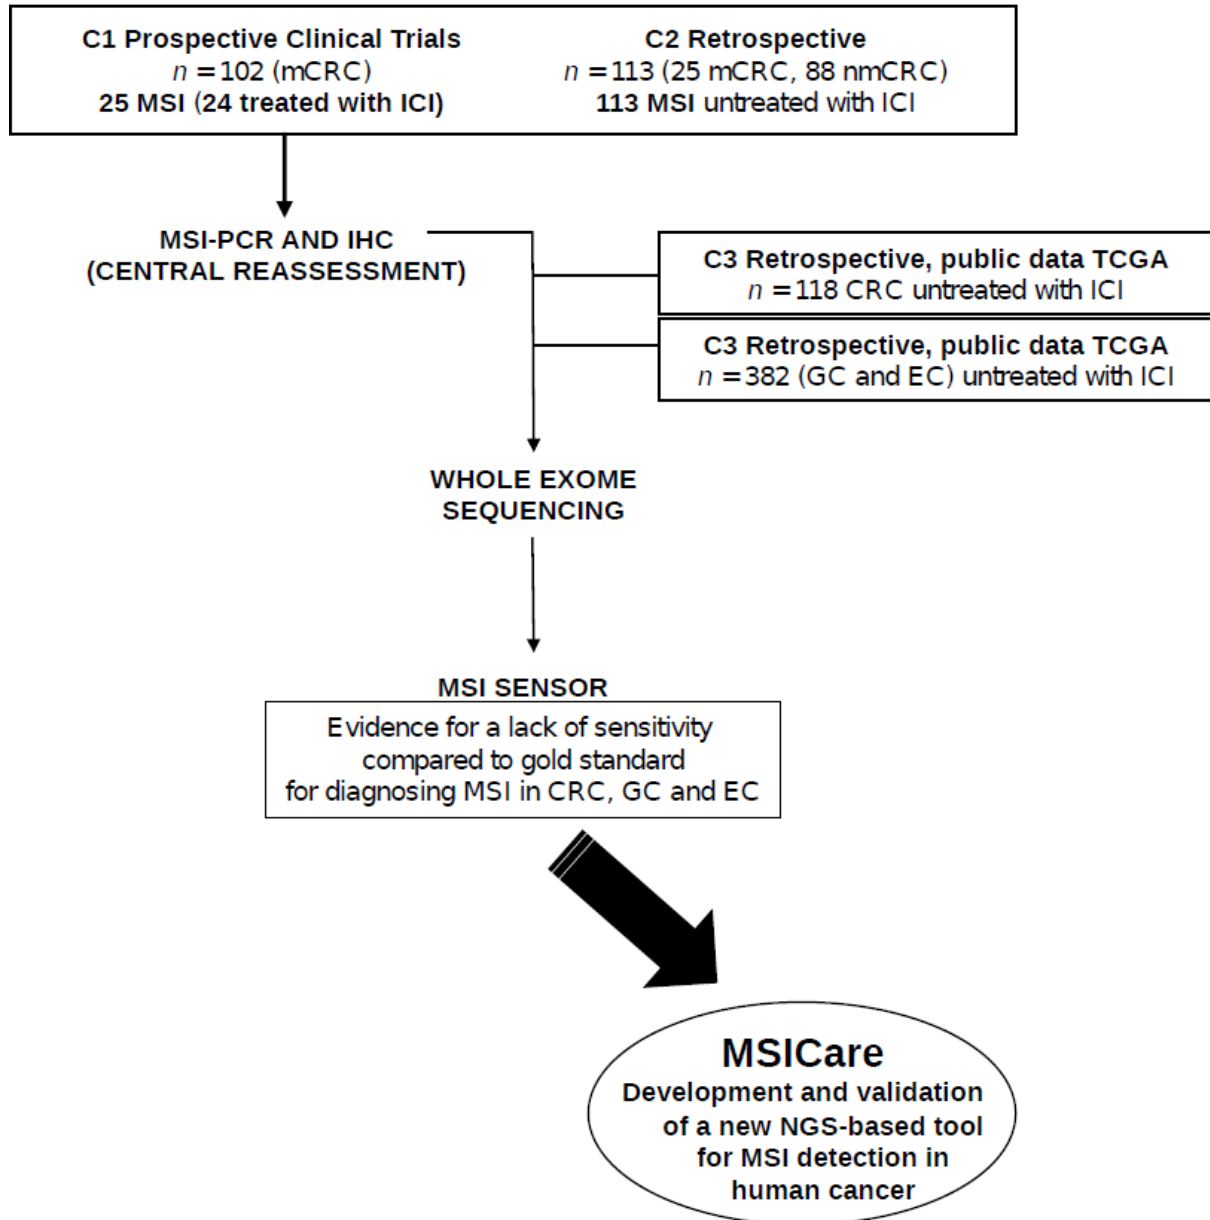 C1 Prospective Clinical Trials
n = 102 (mCRC)
25 MSI (24 treated with ICI)
C2 Retrospective
n = 113 (25 mCRC, 88 nmCRC)
113 MSI untreated with ICI
MSI-PCR AND IHC
(CENTRAL REASSESSMENT)
C3 Retrospective, public data TCGA
n = 118 CRC untreated with ICI
C3 Retrospective, public data TCGA
n = 382 (GC and EC) untreated with ICI
WHOLE EXOME
SEQUENCING
MSI SENSOR
Evidence for a lack of sensitivity
compared to gold standard
for diagnosing MSI in CRC, GC and EC
MSICare
Development and validation
of a new NGS-based tool
for MSI detection in
human cancer